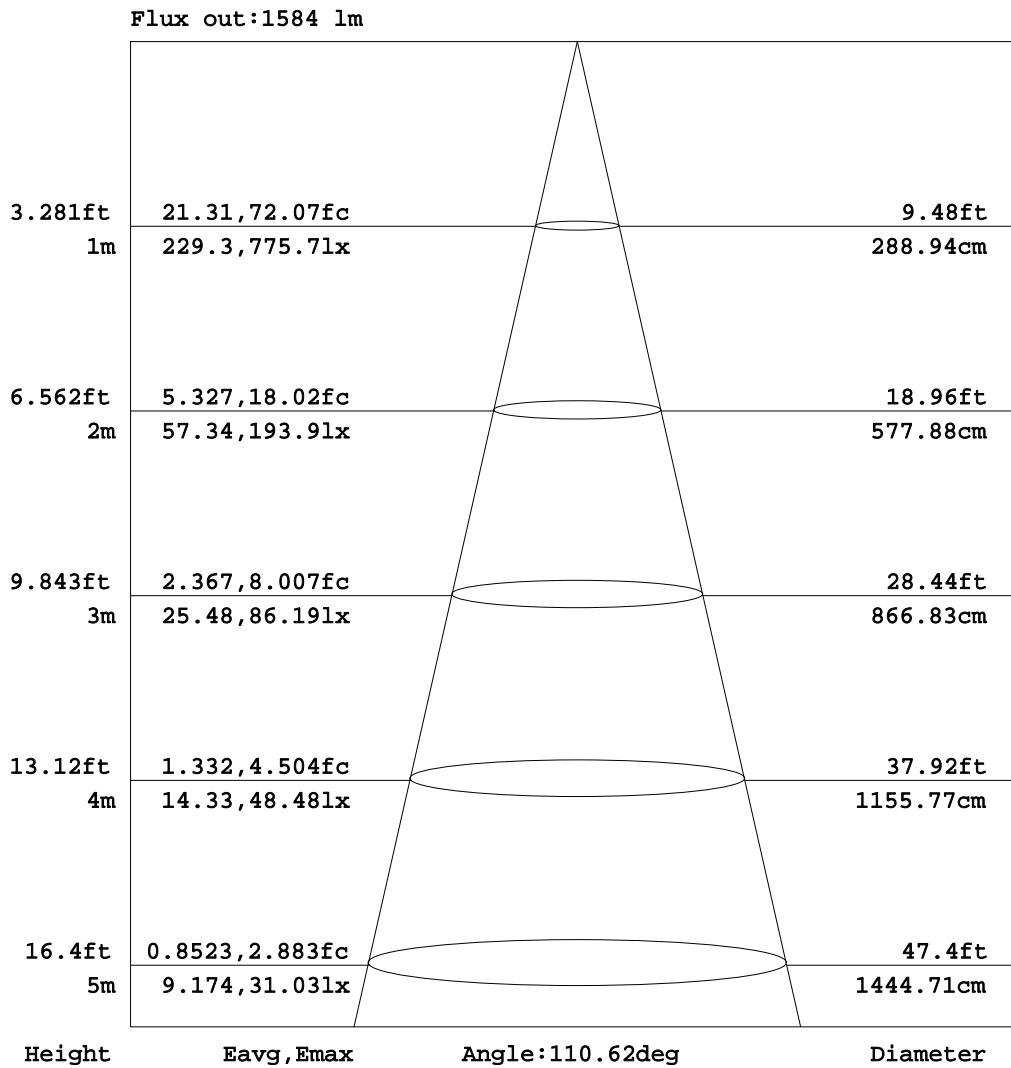 Flux out:1584 lm
3.281ft 21.31,72.07fc 9.48ft
1m 229.3,775.7lx 288.94cm
6.562ft 5.327,18.02fc 18.96ft
2m 57.34,193.9lx 577.88cm
9.843ft 2.367,8.007fc 28.44ft
3m 25.48,86.19lx 866.83cm
13.12ft 1.332,4.504fc 37.92ft
4m 14.33,48.48lx 1155.77cm
16.4ft 0.8523,2.883fc 47.4ft
5m 9.174,31.03lx 1444.71cm
Height Eavg,Emax Angle:110.62deg Diameter